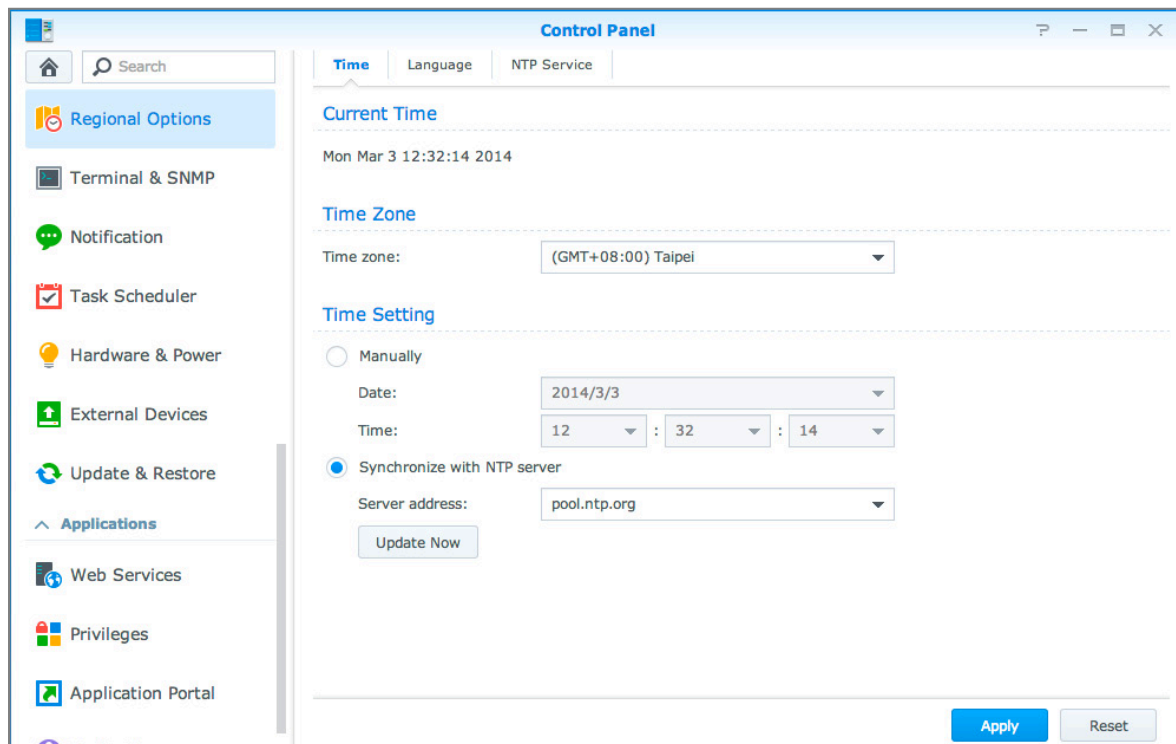 Control Panel
Search
Time
Language
NTP Service
Regional Options
Terminal & SNMP
Notification
Task Scheduler
Hardware & Power
External Devices
Update & Restore
Applications
Web Services
Privileges
Application Portal
Current Time
Mon Mar 3 12:32:14 2014
Time Zone
Time zone: (GMT+08:00) Taipei
Time Setting
Manually
Date: 2014/3/3
Time: 12 : 32 : 14
Synchronize with NTP server
Server address: pool.ntp.org
Update Now
Apply
Reset